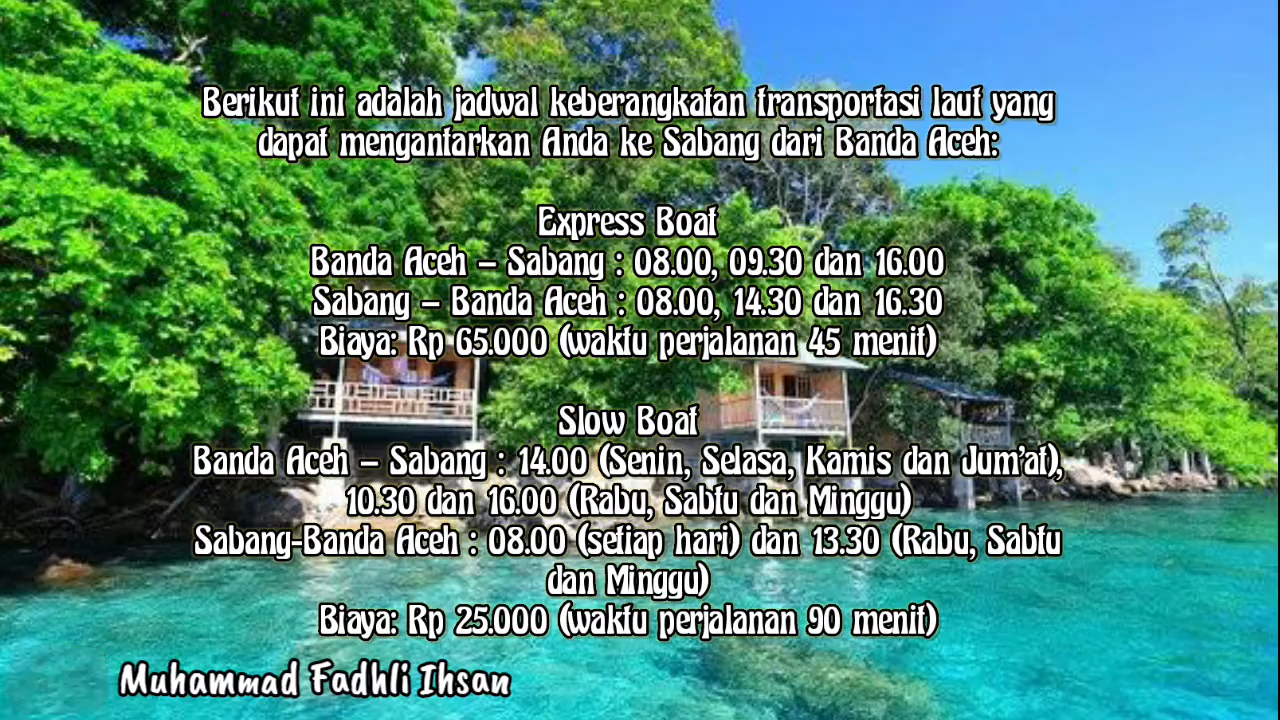 Berikut ini adalah jadwal keberangkatan transportasi laut yang
dapat mengantarkan Anda ke Sabang dari Banda Aceh:
Express Boat
Banda Aceh – Sabang : 08.00, 09.30 dan 16.00
Sabang – Banda Aceh : 08.00, 14.30 dan 16.30
Biaya: Rp 65.000 (waktu perjalanan 45 menit)
Slow Boat
Banda Aceh – Sabang : 14.00 (Senin, Selasa, Kamis dan Jum'at),
10.30 dan 16.00 (Rabu, Sabtu dan Minggu)
Sabang-Banda Aceh : 08.00 (setiap hari) dan 13.30 (Rabu, Sabtu
dan Minggu)
Biaya: Rp 25.000 (waktu perjalanan 90 menit)
Muhammad Fadhli Ihsan